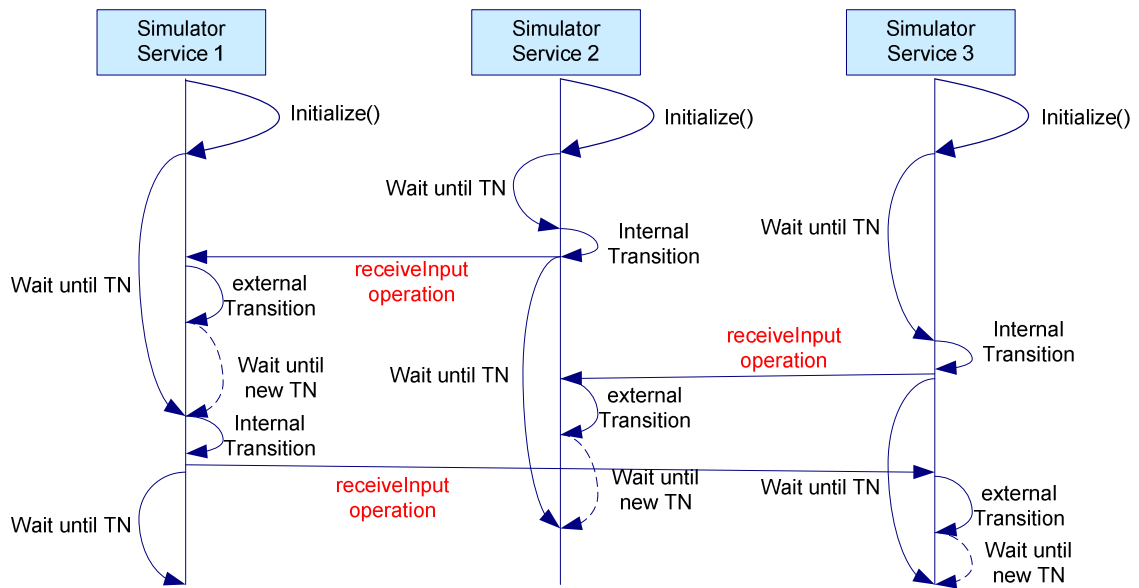 Simulator
Service 1
Simulator
Service 2
Simulator
Service 3
Initialize()
Initialize()
Initialize()
Wait until TN
Wait until TN
Internal
Transition
Wait until TN
receiveInput
operation
external
Transition
Wait until TN
Internal
Transition
receiveInput
operation
Wait until
new TN
Wait until TN
external
Transition
Internal
Transition
receiveInput
operation
Wait until
new TN
Wait until TN
external
Transition
Wait until TN
Wait until
new TN